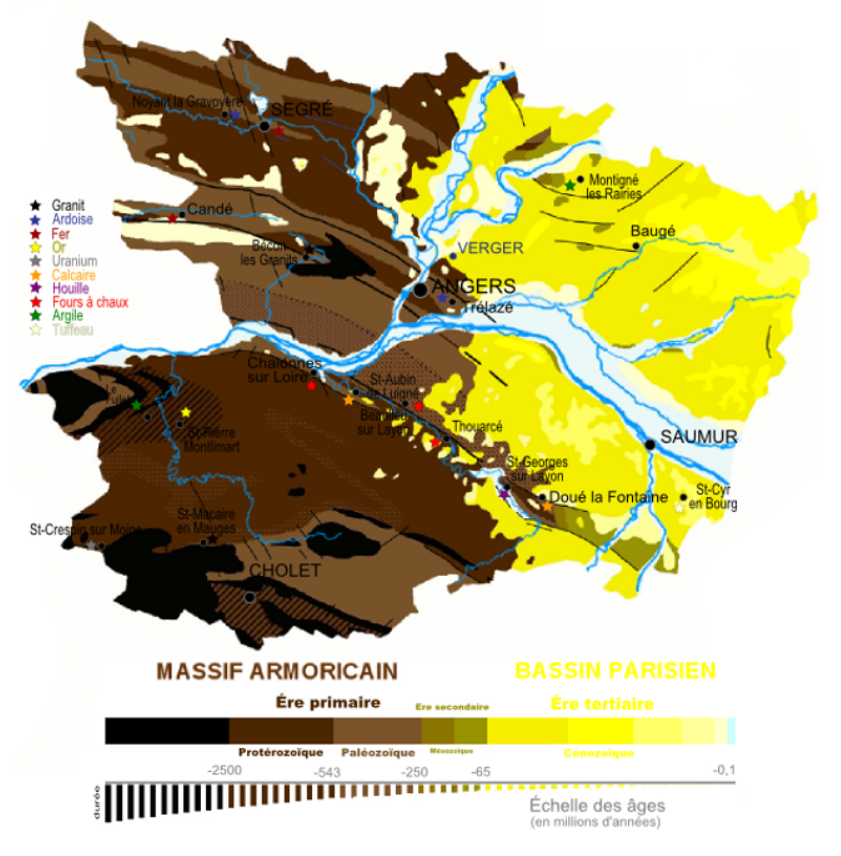 Noyant la Gravoyère
SEGRÉ
Montigné
les Rairies
Granit
Ardoise
Fer
Or
Uranium
Calcaire
Houille
Fours à chaux
Argile
Tuffeau
Candé
Baugé
Bécon
les Granits
VERGER
ANGERS
Trélazé
Chalonnes
sur Loire
St-Aubin
de Luigné
Beaulieu
sur Layon
Thouarcé
St-Pierre
Montlimart
SAUMUR
St-Georges
sur Layon
Doué la Fontaine
St-Cyr
en Bourg
St-Crespin sur Moine
St-Macaire
en Mauges
CHOLET
MASSIF ARMORICAIN
BASSIN PARISIEN
Ére primaire
Ere secondaire
Ére tertiaire
Protérozoïque
Paléozoïque
Mésozoïque
Cénozoïque
-2500
-543
-250
-65
-0,1
durée
Échelle des âges
(en millions d'années)